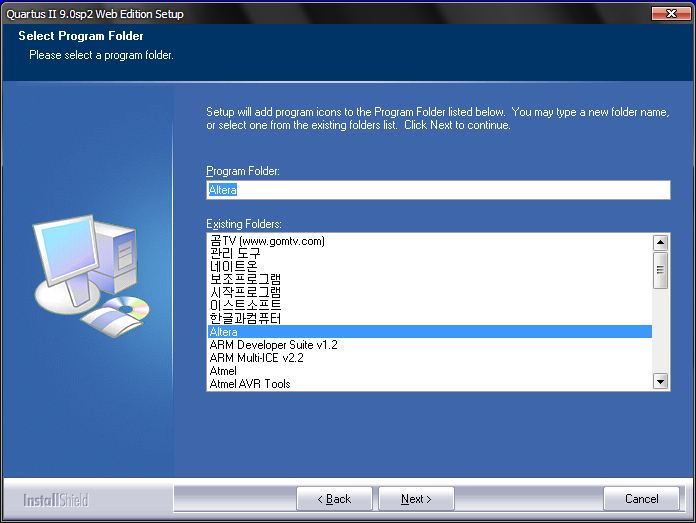 Quartus II 9.0sp2 Web Edition Setup
Select Program Folder
Please select a program folder.
Setup will add program icons to the Program Folder listed below. You may type a new folder name,
or select one from the existing folders list. Click Next to continue.
Program Folder:
Altera
Existing Folders:
곰TV (www.gomtv.com)
관리 도구
네이트온
보조프로그램
시작프로그램
이스트소프트
한글과컴퓨터
Altera
ARM Developer Suite v1.2
ARM Multi-ICE v2.2
Atmel
Atmel AVR Tools
InstallShield
< Back
Next >
Cancel